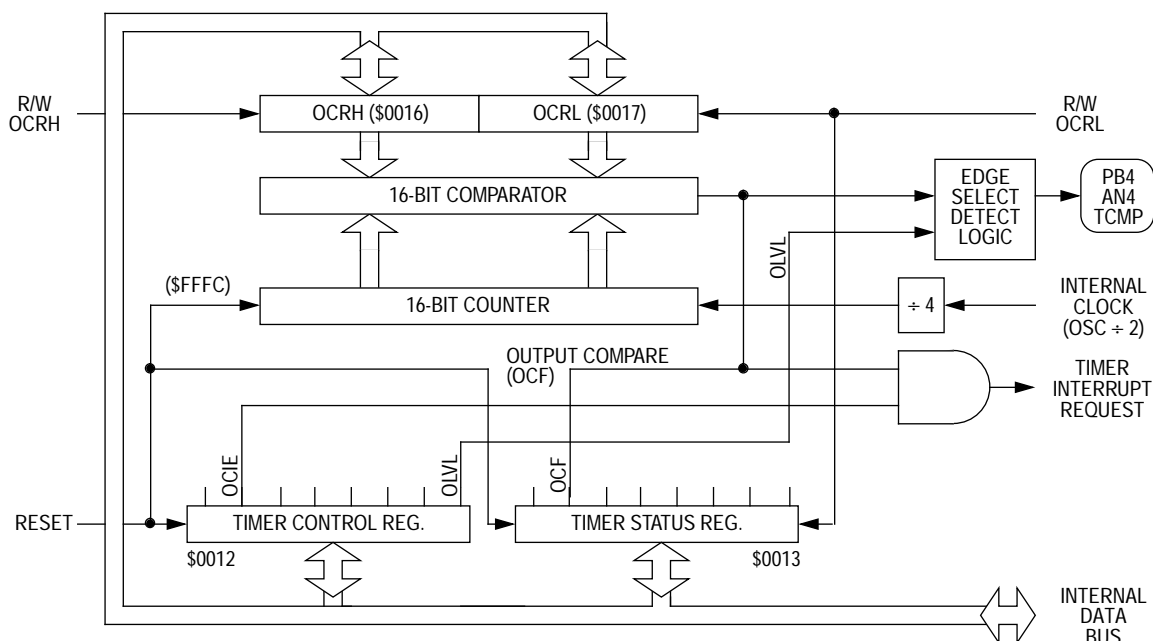 R/W
OCRH
OCRH ($0016)
OCRL ($0017)
R/W
OCRL
16-BIT COMPARATOR
EDGE
SELECT
DETECT
LOGIC
PB4
AN4
TCMP
OLVL
($FFFC)
16-BIT COUNTER
÷ 4
INTERNAL
CLOCK
(OSC ÷ 2)
OUTPUT COMPARE
(OCF)
TIMER
INTERRUPT
REQUEST
OCIE
OLVL
OCF
RESET
TIMER CONTROL REG.
TIMER STATUS REG.
$0012
$0013
INTERNAL
DATA
BUS